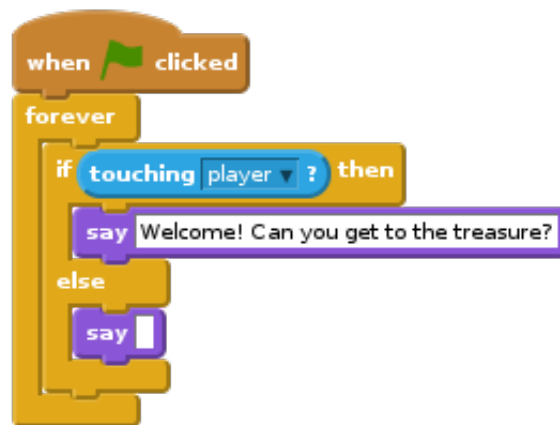 when clicked
forever
if touching player ? then
say Welcome! Can you get to the treasure?
else
say